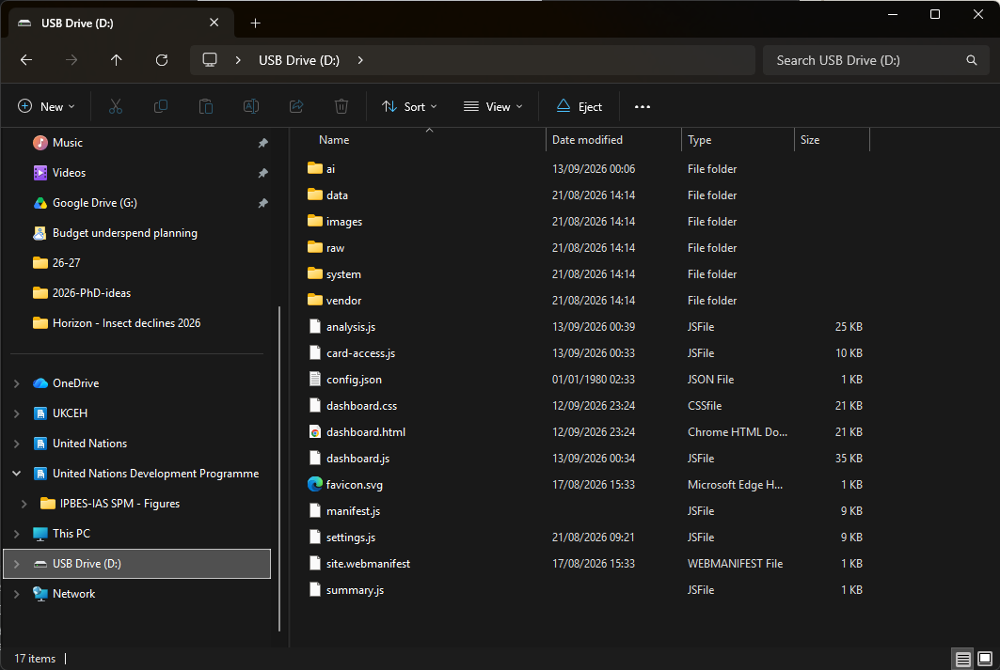 USB Drive (D:)
USB Drive (D:)
Search USB Drive (D:)
New
Sort
View
Eject
Music
Videos
Google Drive (G:)
Budget underspend planning
26-27
2026-PhD-ideas
Horizon - Insect declines 2026
OneDrive
UKCEH
United Nations
United Nations Development Programme
IPBES-IAS SPM - Figures
This PC
USB Drive (D:)
Network
Name Date modified Type Size
ai 13/09/2026 00:06 File folder
data 21/08/2026 14:14 File folder
images 21/08/2026 14:14 File folder
raw 21/08/2026 14:14 File folder
system 21/08/2026 14:14 File folder
vendor 21/08/2026 14:14 File folder
analysis.js 13/09/2026 00:39 JSFile 25 KB
card-access.js 13/09/2026 00:33 JSFile 10 KB
config.json 01/01/1980 02:33 JSON File 1 KB
dashboard.css 12/09/2026 23:24 CSSfile 21 KB
dashboard.html 12/09/2026 23:24 Chrome HTML Do... 21 KB
dashboard.js 13/09/2026 00:34 JSFile 35 KB
favicon.svg 17/08/2026 15:33 Microsoft Edge H... 1 KB
manifest.js JSFile 9 KB
settings.js 21/08/2026 09:21 JSFile 9 KB
site.webmanifest 17/08/2026 15:33 WEBMANIFEST File 1 KB
summary.js JSFile 1 KB
17 items